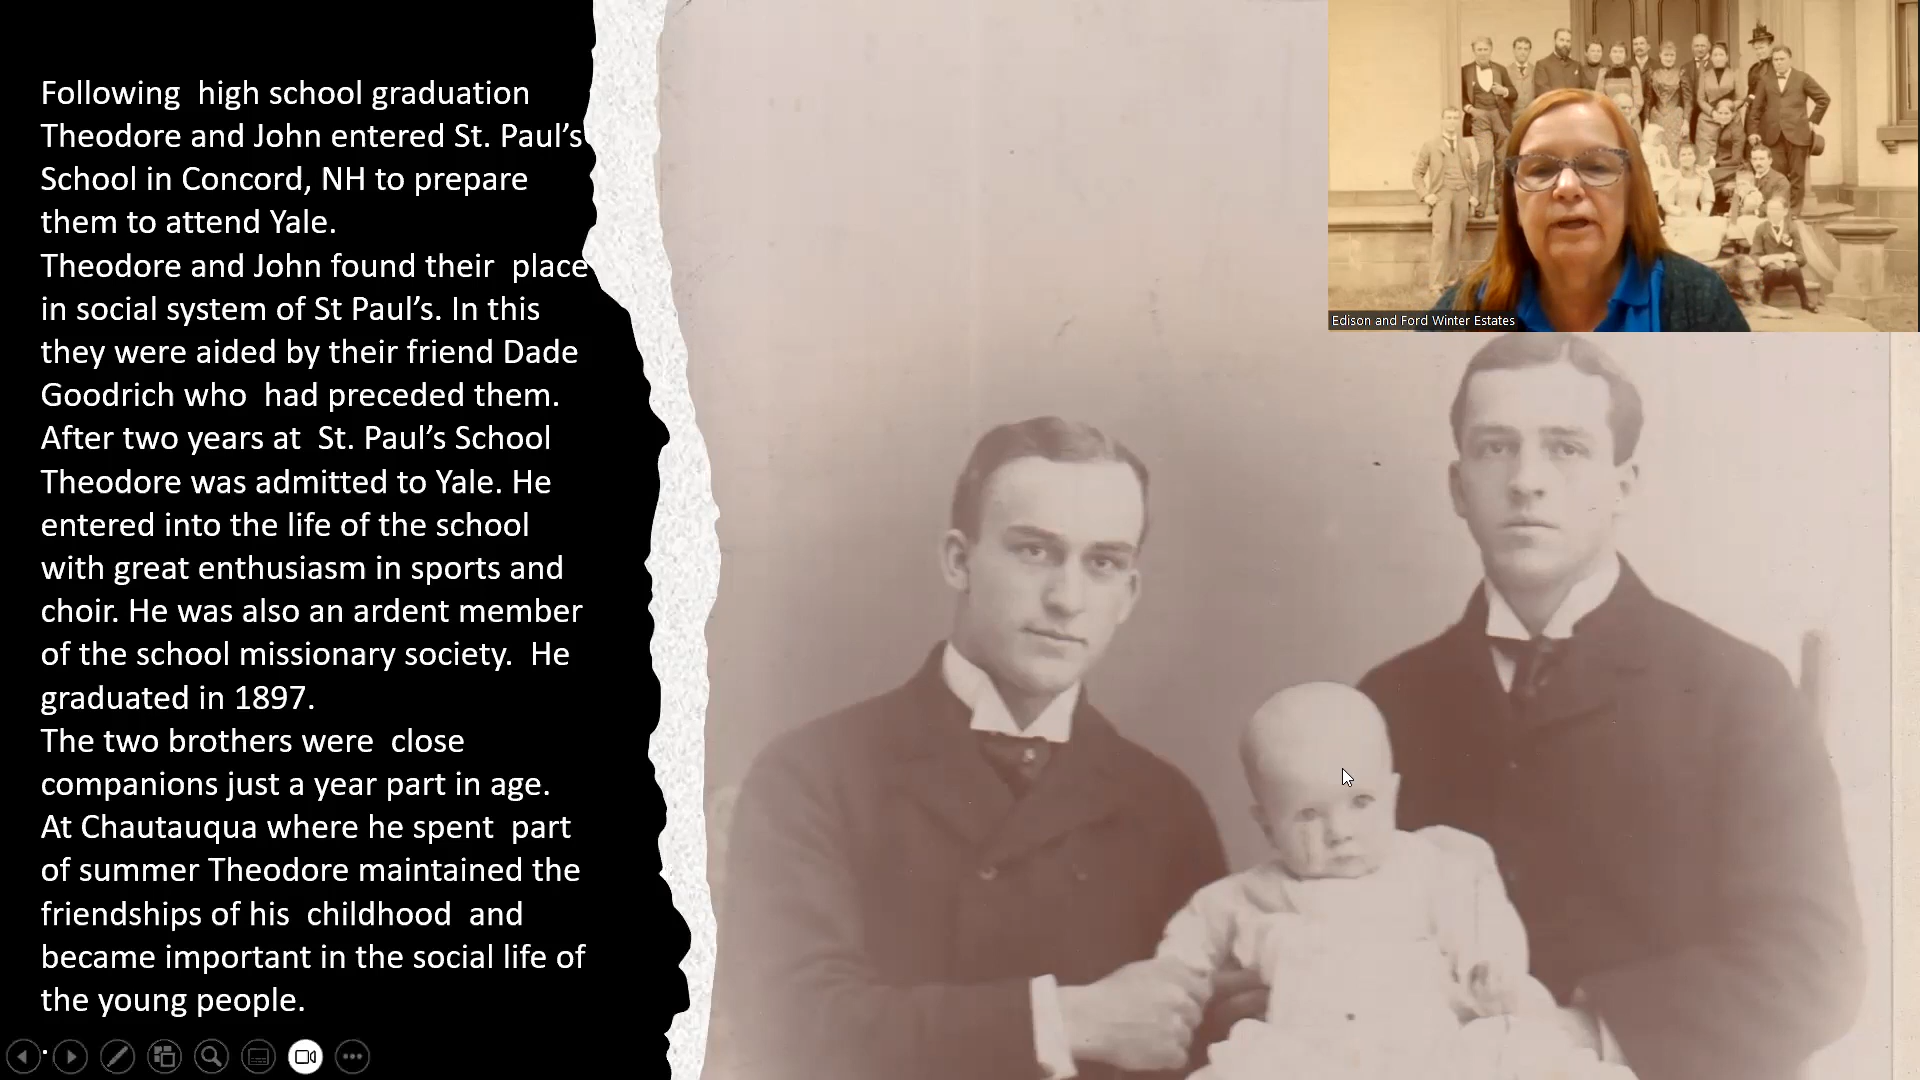 Following  high school graduation
Theodore and John entered St. Paul’s
School in Concord, NH to prepare
them to attend Yale.
Theodore and John found their  place
in social system of St Paul’s. In this
they were aided by their friend Dade
Goodrich who  had preceded them.
After two years at  St. Paul’s School
Theodore was admitted to Yale. He
entered into the life of the school
with great enthusiasm in sports and
choir. He was also an ardent member
of the school missionary society.  He
graduated in 1897.
The two brothers were  close
companions just a year part in age.
At Chautauqua where he spent  part
of summer Theodore maintained the
friendships of his  childhood  and
became important in the social life of
the young people.
.
Edison and Ford Winter Estates